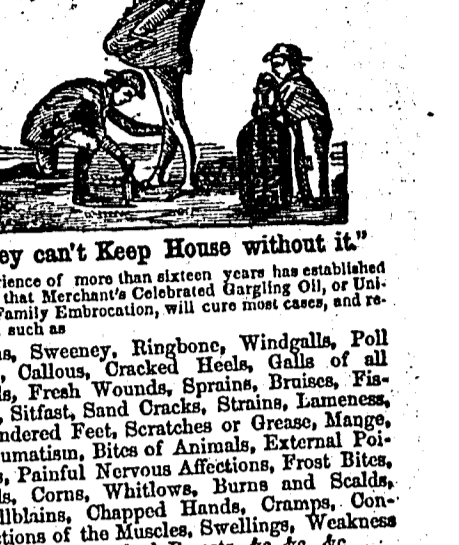 ey can't Keep House without it."
rience of more than sixteen years has established
that Merchant's Celebrated Gargling Oil, or Uni-
Family Embrocation, will cure most cases, and re-
such as
s, Sweeney, Ringbone, Windgalls, Poll
, Callous, Cracked Heels, Galls of all
ds, Fresh Wounds, Sprains, Bruises, Fis-
, Sitfast, Sand Cracks, Strains, Lameness,
ndered Feet, Scratches or Grease, Mange,
umatism, Bites of Animals, External Poi-
s, Painful Nervous Affections, Frost Bites,
ls, Corns, Whitlows, Burns and Scalds,
llblains, Chapped Hands, Cramps, Con-
ctions of the Muscles, Swellings, Weakness
&c. &c. &c.